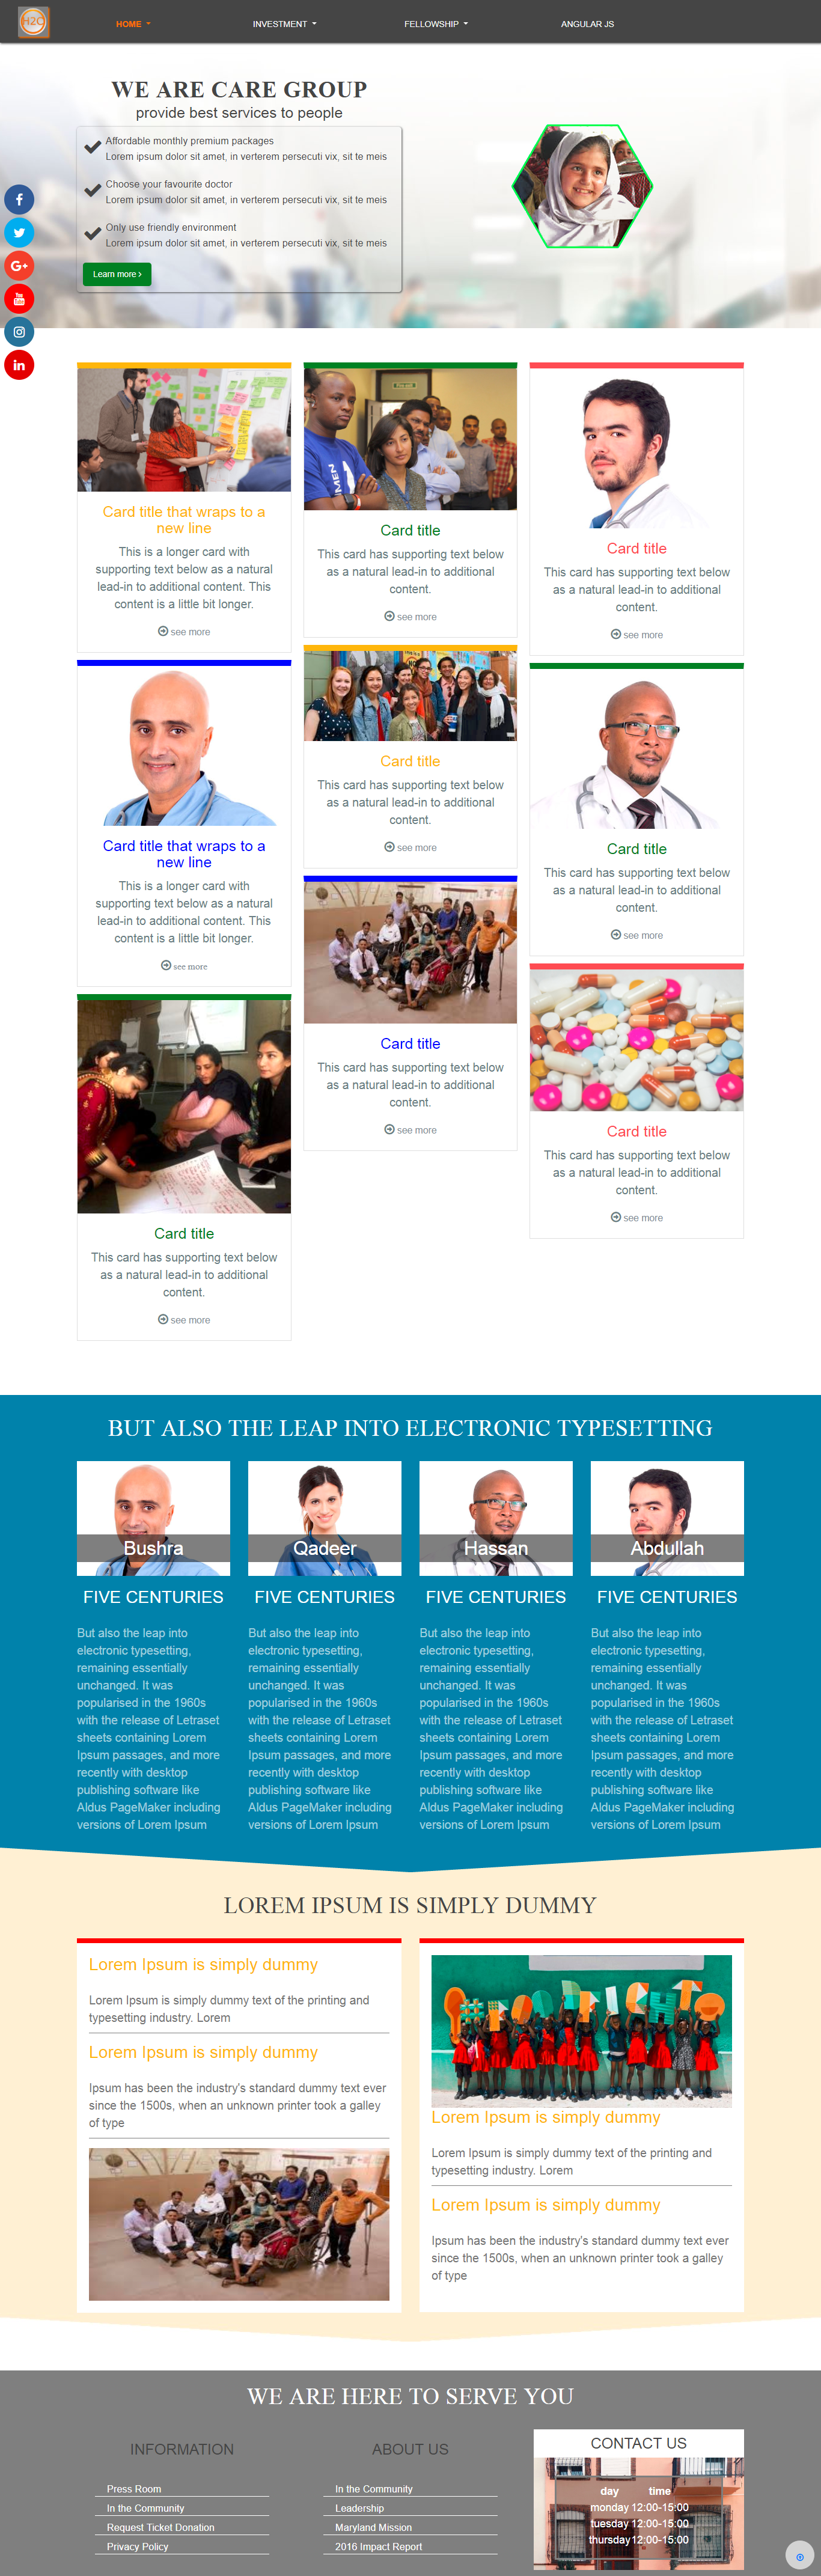 H2O
HOME
INVESTMENT
FELLOWSHIP
ANGULAR JS
WE ARE CARE GROUP
provide best services to people
Affordable monthly premium packages
Lorem ipsum dolor sit amet, in verterem persecuti vix, sit te meis
Choose your favourite doctor
Lorem ipsum dolor sit amet, in verterem persecuti vix, sit te meis
Only use friendly environment
Lorem ipsum dolor sit amet, in verterem persecuti vix, sit te meis
Learn more ›
Card title that wraps to a
new line
This is a longer card with
supporting text below as a natural
lead-in to additional content. This
content is a little bit longer.
see more
Card title that wraps to a
new line
This is a longer card with
supporting text below as a natural
lead-in to additional content. This
content is a little bit longer.
see more
Card title
This card has supporting text below
as a natural lead-in to additional
content.
see more
Card title
This card has supporting text below
as a natural lead-in to additional
content.
see more
Card title
This card has supporting text below
as a natural lead-in to additional
content.
see more
Card title
This card has supporting text below
as a natural lead-in to additional
content.
see more
Card title
This card has supporting text below
as a natural lead-in to additional
content.
see more
Card title
This card has supporting text below
as a natural lead-in to additional
content.
see more
Card title
This card has supporting text below
as a natural lead-in to additional
content.
see more
BUT ALSO THE LEAP INTO ELECTRONIC TYPESETTING
Bushra
FIVE CENTURIES
But also the leap into
electronic typesetting,
remaining essentially
unchanged. It was
popularised in the 1960s
with the release of Letraset
sheets containing Lorem
Ipsum passages, and more
recently with desktop
publishing software like
Aldus PageMaker including
versions of Lorem Ipsum
Qadeer
FIVE CENTURIES
But also the leap into
electronic typesetting,
remaining essentially
unchanged. It was
popularised in the 1960s
with the release of Letraset
sheets containing Lorem
Ipsum passages, and more
recently with desktop
publishing software like
Aldus PageMaker including
versions of Lorem Ipsum
Hassan
FIVE CENTURIES
But also the leap into
electronic typesetting,
remaining essentially
unchanged. It was
popularised in the 1960s
with the release of Letraset
sheets containing Lorem
Ipsum passages, and more
recently with desktop
publishing software like
Aldus PageMaker including
versions of Lorem Ipsum
Abdullah
FIVE CENTURIES
But also the leap into
electronic typesetting,
remaining essentially
unchanged. It was
popularised in the 1960s
with the release of Letraset
sheets containing Lorem
Ipsum passages, and more
recently with desktop
publishing software like
Aldus PageMaker including
versions of Lorem Ipsum
LOREM IPSUM IS SIMPLY DUMMY
Lorem Ipsum is simply dummy
Lorem Ipsum is simply dummy text of the printing and
typesetting industry. Lorem
Lorem Ipsum is simply dummy
Ipsum has been the industry's standard dummy text ever
since the 1500s, when an unknown printer took a galley
of type
Lorem Ipsum is simply dummy
Lorem Ipsum is simply dummy text of the printing and
typesetting industry. Lorem
Lorem Ipsum is simply dummy
Ipsum has been the industry's standard dummy text ever
since the 1500s, when an unknown printer took a galley
of type
WE ARE HERE TO SERVE YOU
INFORMATION
Press Room
In the Community
Request Ticket Donation
Privacy Policy
ABOUT US
In the Community
Leadership
Maryland Mission
2016 Impact Report
CONTACT US
day time
monday 12:00-15:00
tuesday 12:00-15:00
thursday 12:00-15:00